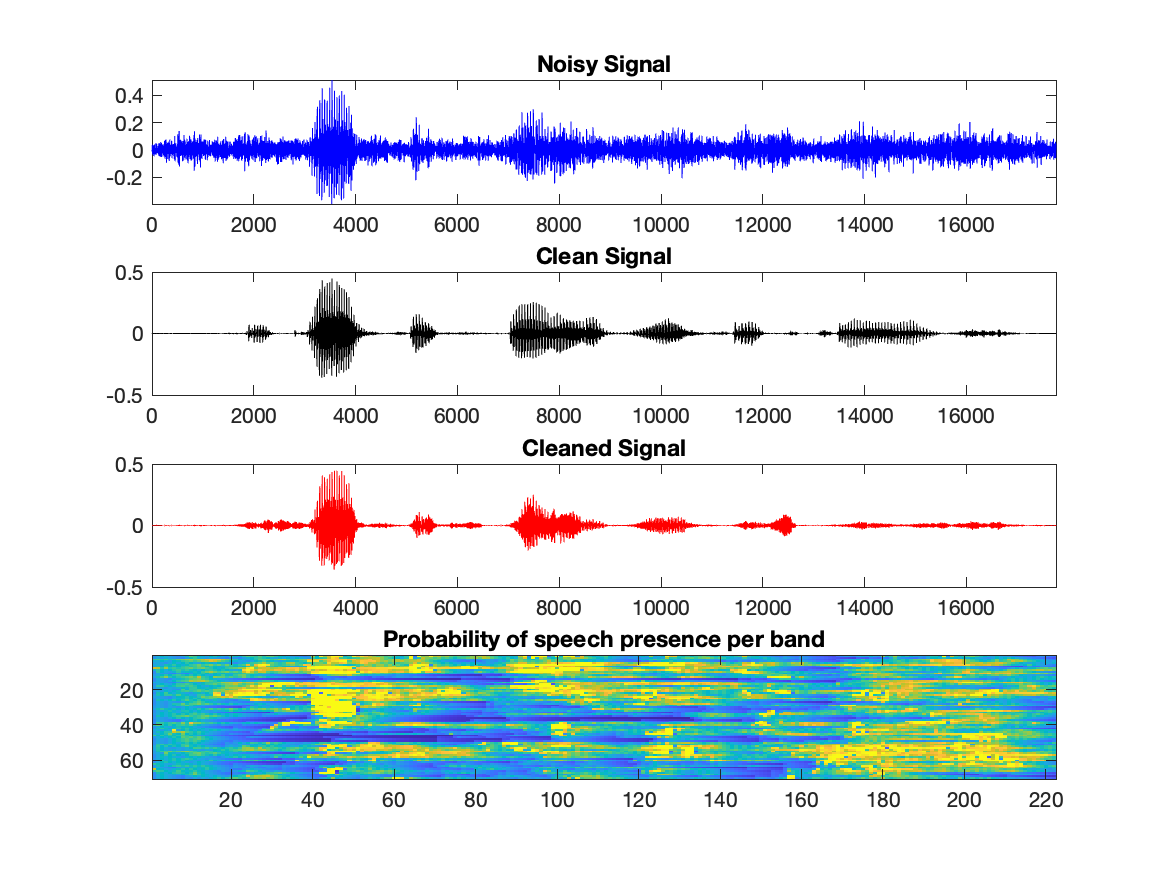 Noisy Signal
0.4
0.2
0
-0.2
0 2000 4000 6000 8000 10000 12000 14000 16000
Clean Signal
0.5
0
-0.5
0 2000 4000 6000 8000 10000 12000 14000 16000
Cleaned Signal
0.5
0
-0.5
0 2000 4000 6000 8000 10000 12000 14000 16000
Probability of speech presence per band
20
40
60
20 40 60 80 100 120 140 160 180 200 220